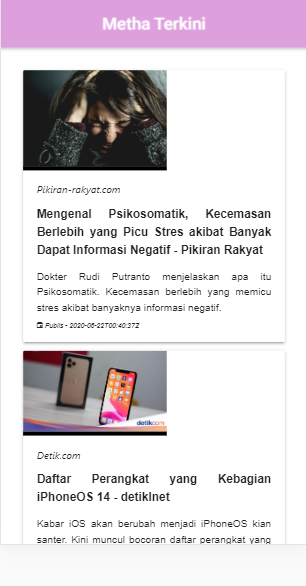 Metha Terkini
Pikiran-rakyat.com
Mengenal Psikosomatik, Kecemasan
Berlebih yang Picu Stres akibat Banyak
Dapat Informasi Negatif - Pikiran Rakyat
Dokter Rudi Putranto menjelaskan apa itu
Psikosomatik. Kecemasan berlebih yang memicu
stres akibat banyaknya informasi negatif.
Publis - 2020-06-22T00:40:37Z
detikcom
Detik.com
Daftar Perangkat yang Kebagian
iPhoneOS 14 - detikInet
Kabar iOS akan berubah menjadi iPhoneOS kian
santer. Kini muncul bocoran daftar perangkat yang